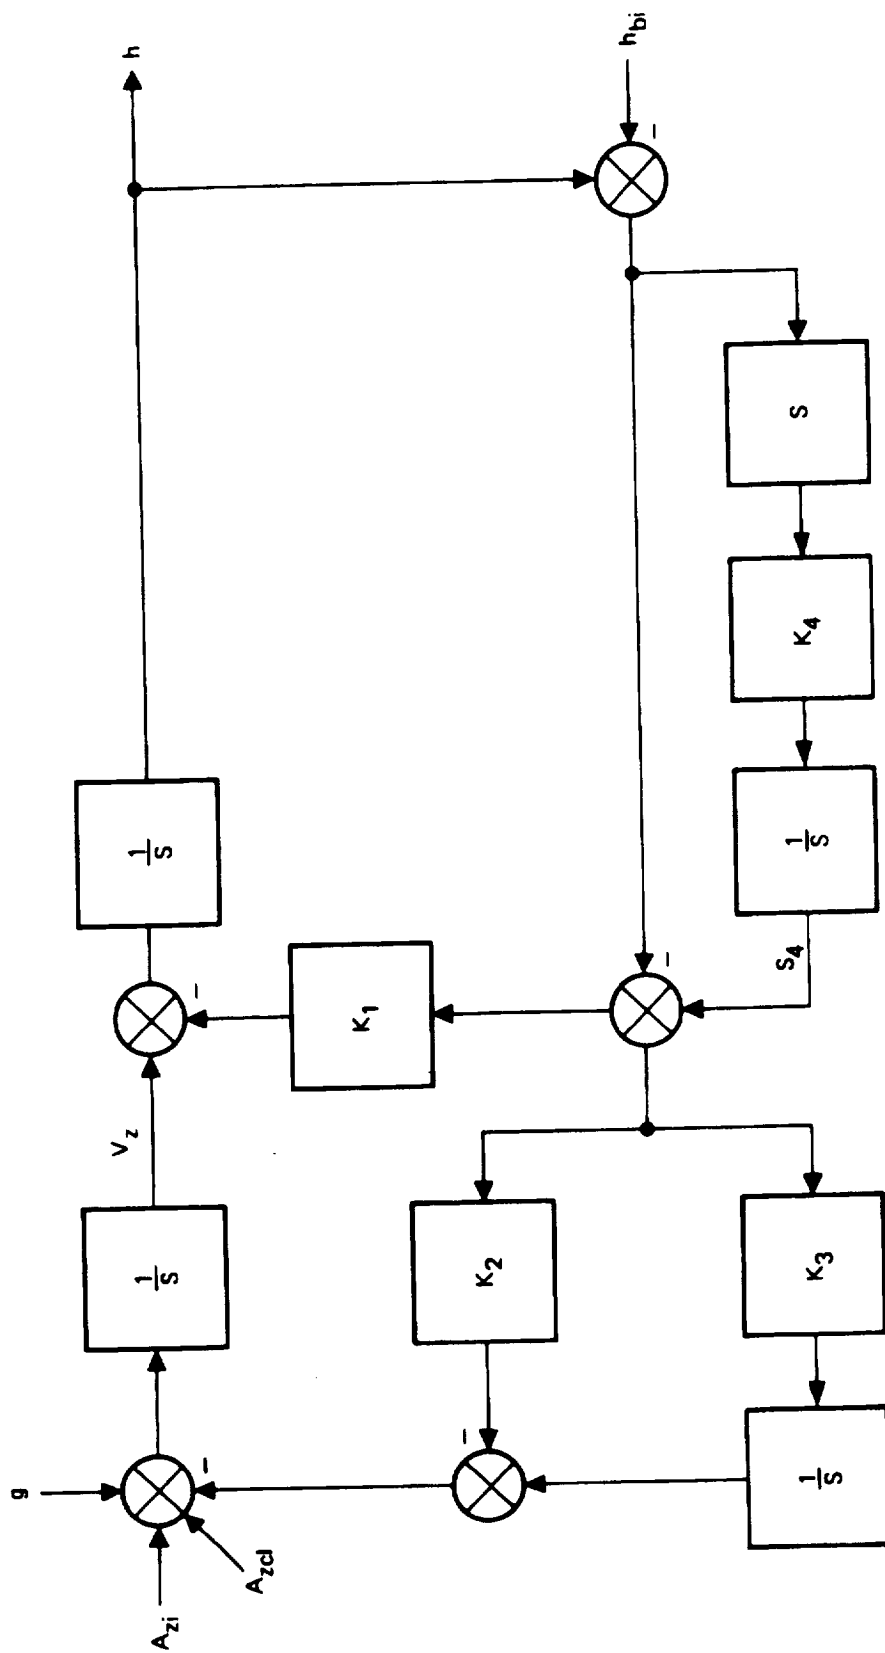 g
A_zi
A_zcl
1/S
V_z
-
-
1/S
h
K_1
K_2
-
K_3
1/S
-
S_4
1/S
K_4
S
h_bi
-